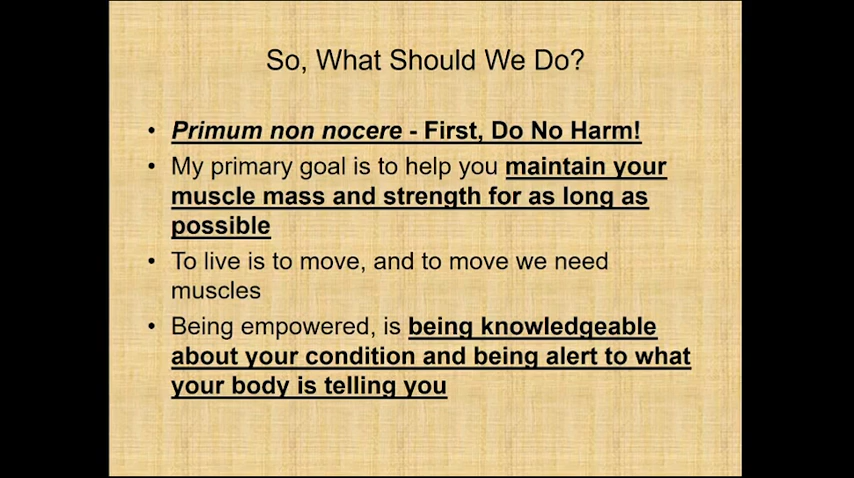 So, What Should We Do?
• Primum non nocere - First, Do No Harm!
• My primary goal is to help you maintain your
muscle mass and strength for as long as
possible
• To live is to move, and to move we need
muscles
• Being empowered, is being knowledgeable
about your condition and being alert to what
your body is telling you